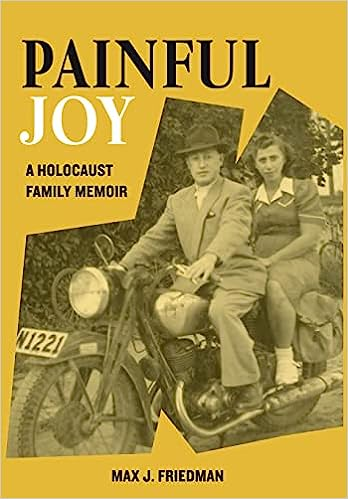 PAINFUL
JOY
A HOLOCAUST
FAMILY MEMOIR
N1221
MAX J. FRIEDMAN